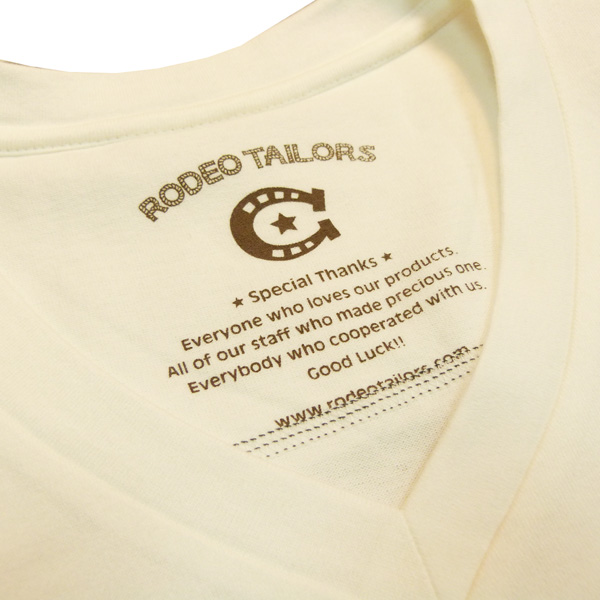 RODEO TAILORS
★ Special Thanks ★
Everyone who loves our products.
All of our staff who made precious One.
Everybody who cooperated with us.
Good Luck!!
www.rodeotailors.com